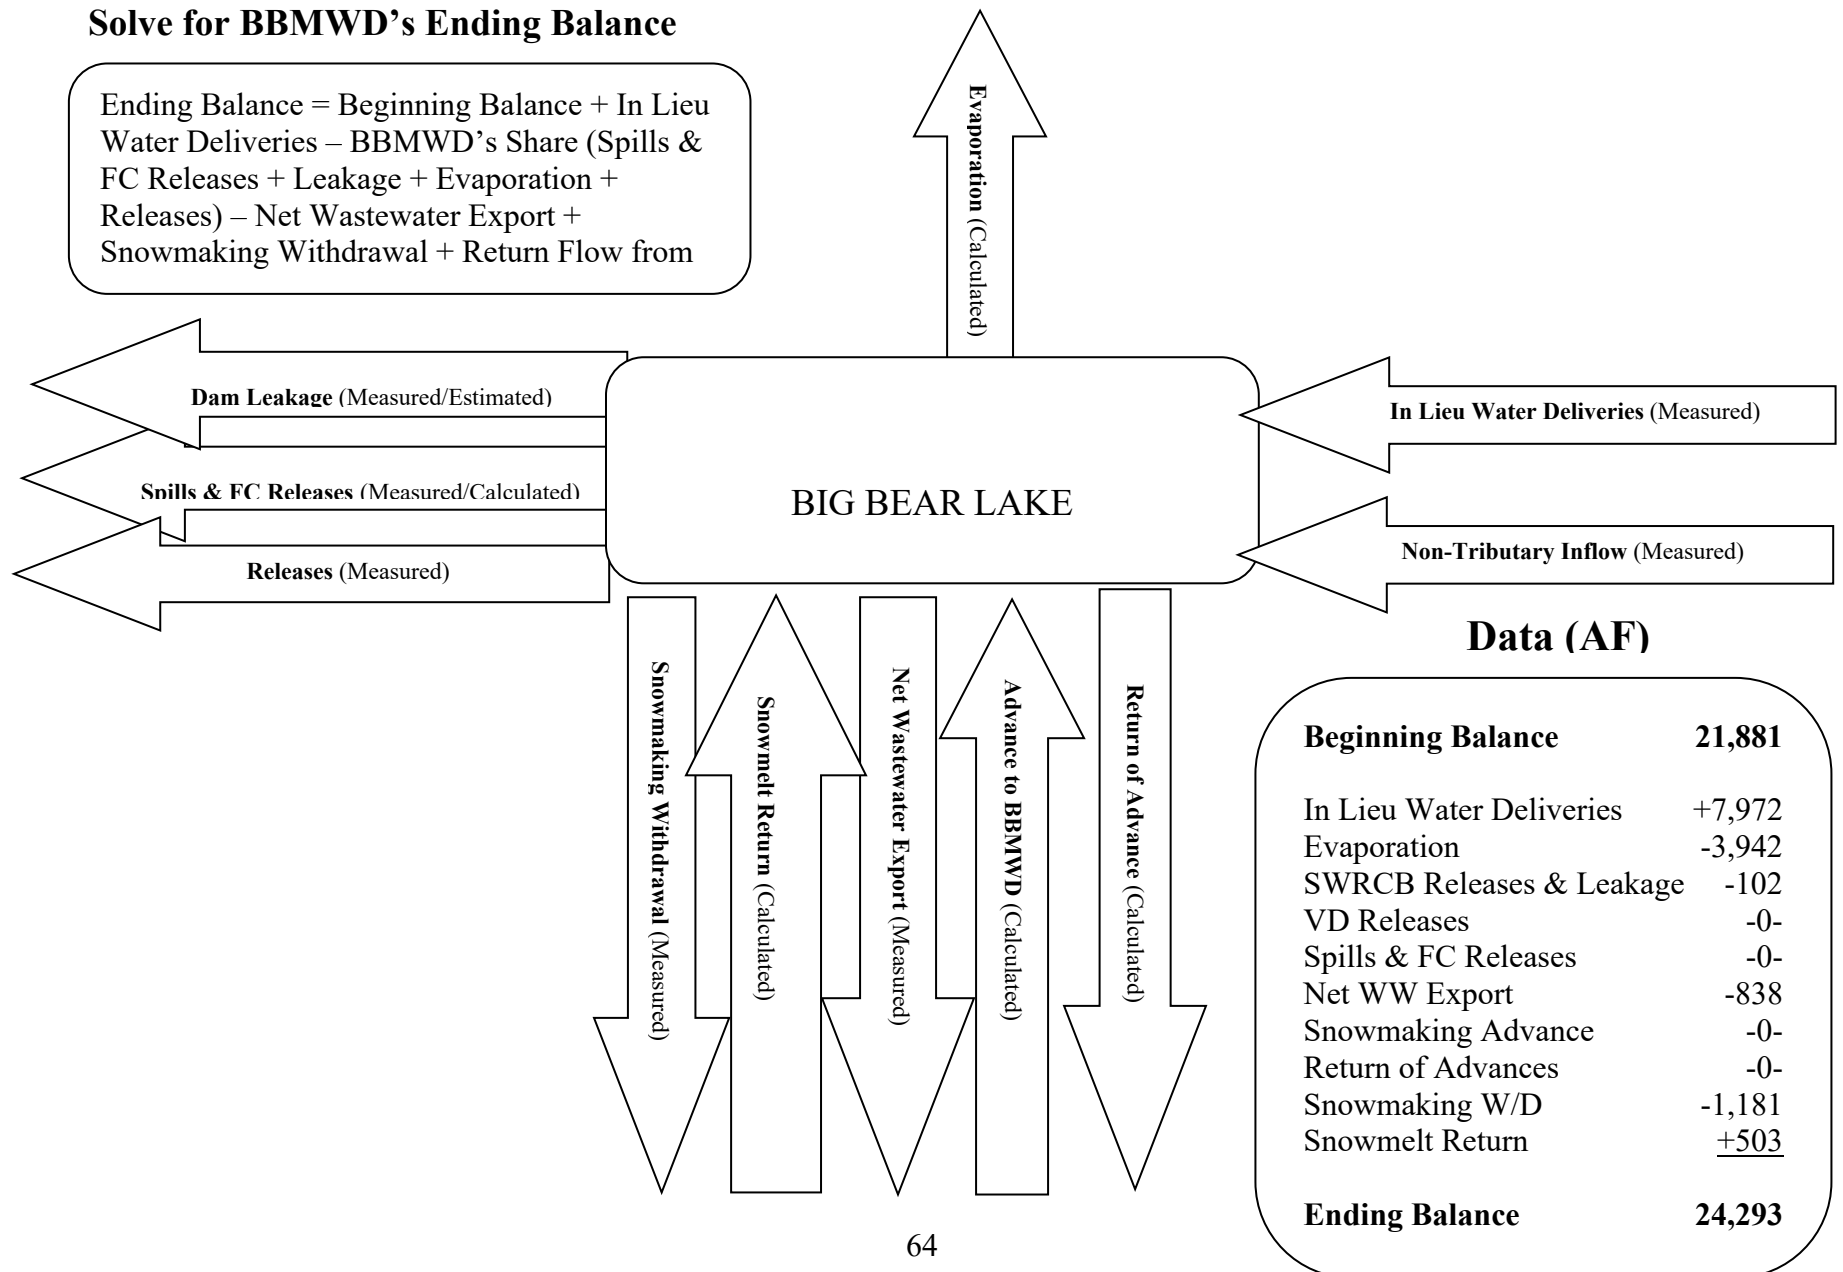 Solve for BBMWD’s Ending Balance
Ending Balance = Beginning Balance + In Lieu
Water Deliveries – BBMWD’s Share (Spills &
FC Releases + Leakage + Evaporation +
Releases) – Net Wastewater Export +
Snowmaking Withdrawal + Return Flow from
Evaporation (Calculated)
Dam Leakage (Measured/Estimated)
Spills & FC Releases (Measured/Calculated)
Releases (Measured)
BIG BEAR LAKE
In Lieu Water Deliveries (Measured)
Non-Tributary Inflow (Measured)
Snowmaking Withdrawal (Measured)
Snowmelt Return (Calculated)
Net Wastewater Export (Measured)
Advance to BBMWD (Calculated)
Return of Advance (Calculated)
Data (AF)
Beginning Balance 21,881
In Lieu Water Deliveries +7,972
Evaporation -3,942
SWRCB Releases & Leakage -102
VD Releases -0-
Spills & FC Releases -0-
Net WW Export -838
Snowmaking Advance -0-
Return of Advances -0-
Snowmaking W/D -1,181
Snowmelt Return +503
Ending Balance 24,293
64